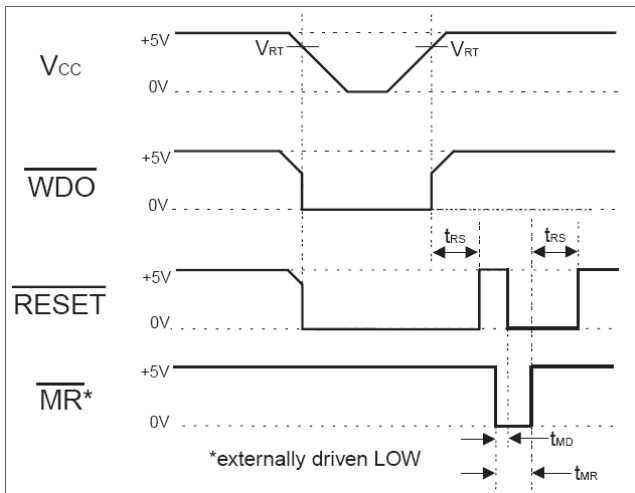 +5V
VRT
VRT
VCC
0V
+5V
WDO
0V
tRS
tRS
+5V
RESET
0V
+5V
MR*
0V
tMD
*externally driven LOW
tMR